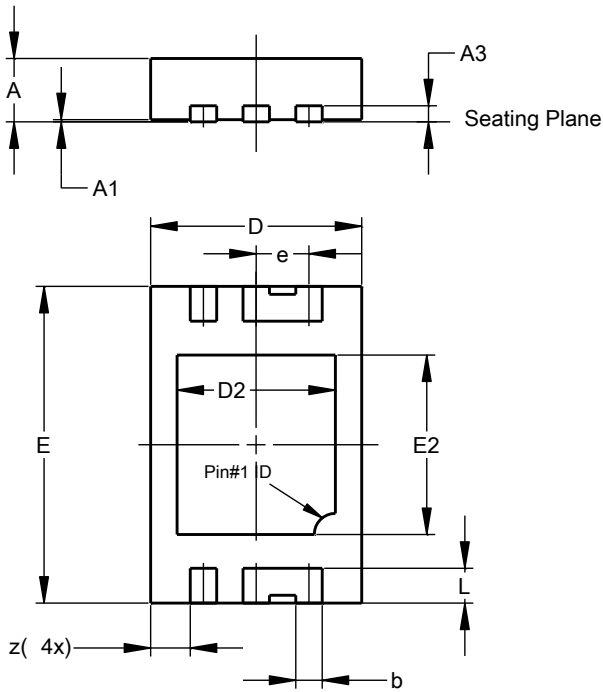 A3
A
Seating Plane
A1
D
e
D2
E
E2
Pin#1 ID
L
z( 4x)
b